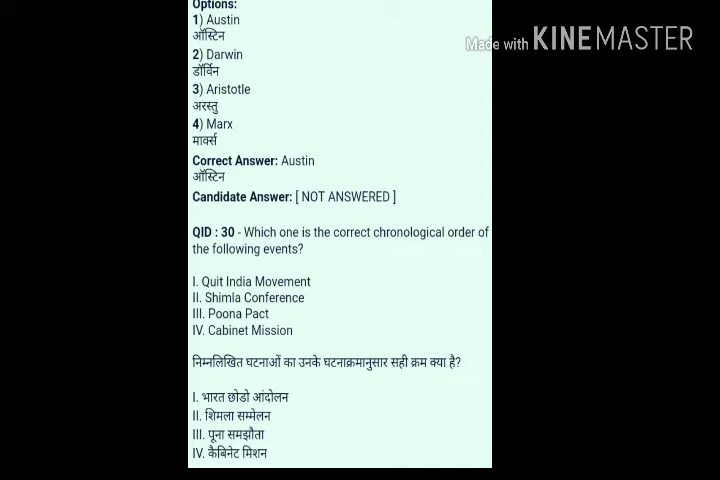 Options:
1) Austin
ऑस्टिन
2) Darwin
डॉर्विन
3) Aristotle
अरस्तु
4) Marx
मार्क्स
Correct Answer: Austin
ऑस्टिन
Candidate Answer: [ NOT ANSWERED ]
QID : 30 - Which one is the correct chronological order of
the following events?
I. Quit India Movement
II. Shimla Conference
III. Poona Pact
IV. Cabinet Mission
निम्नलिखित घटनाओं का उनके घटनाक्रमानुसार सही क्रम क्या है?
I. भारत छोडो आंदोलन
II. शिमला सम्मेलन
III. पूना समझौता
IV. कैबिनेट मिशन
Made with KINEMASTER